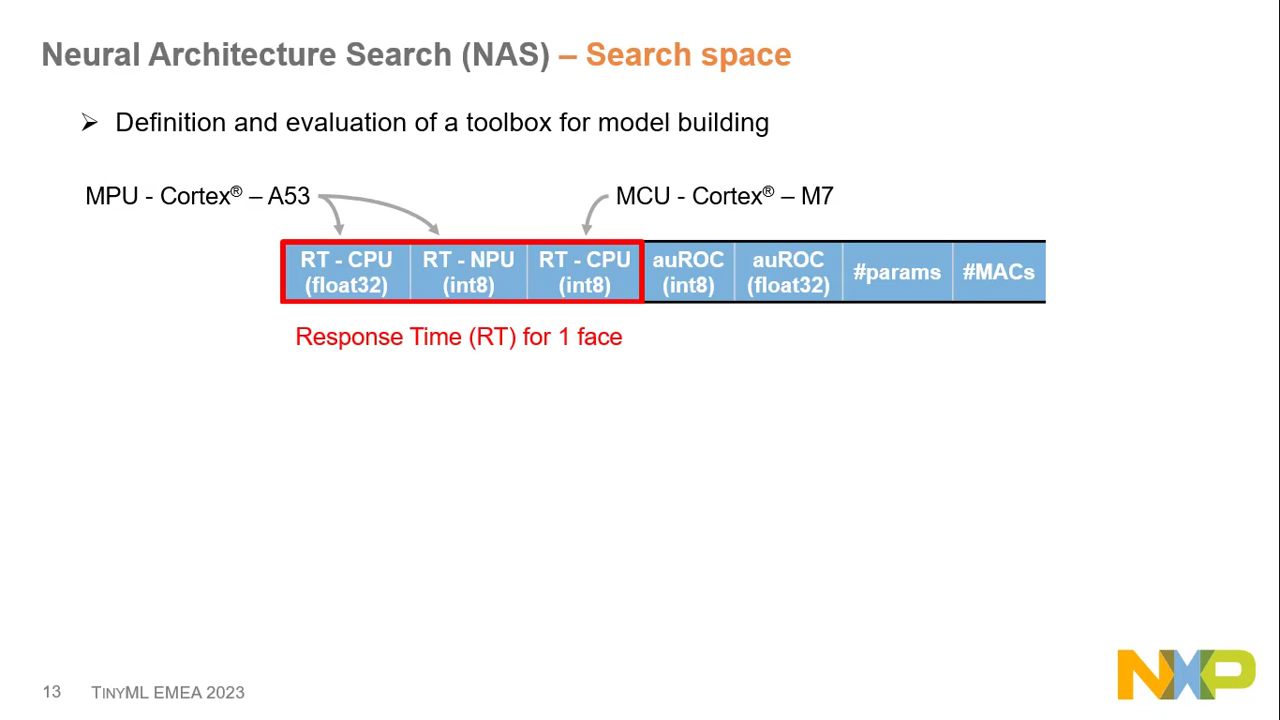 Neural Architecture Search (NAS) – Search space
➢ Definition and evaluation of a toolbox for model building
MPU - Cortex® – A53
MCU - Cortex® – M7
RT - CPU (float32)
RT - NPU (int8)
RT - CPU (int8)
auROC (int8)
auROC (float32)
#params
#MACs
Response Time (RT) for 1 face
13
TINYML EMEA 2023
NXP